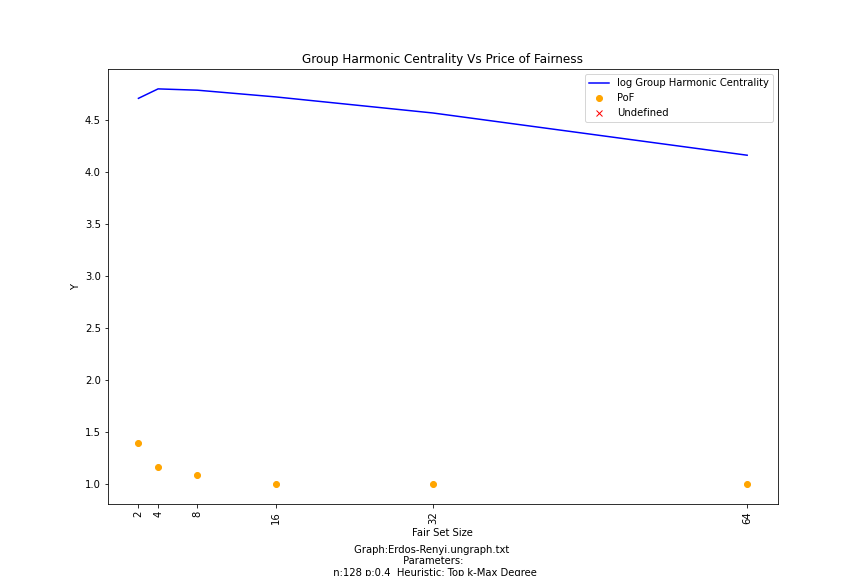 Group Harmonic Centrality Vs Price of Fairness
log Group Harmonic Centrality
PoF
Undefined
4.5
4.0
3.5
3.0
2.5
2.0
1.5
1.0
Y
2 4 8 16 32 64
Fair Set Size
Graph:Erdos-Renyi.ungraph.txt
Parameters:
n:128 p:0.4 Heuristic: Top k-Max Degree